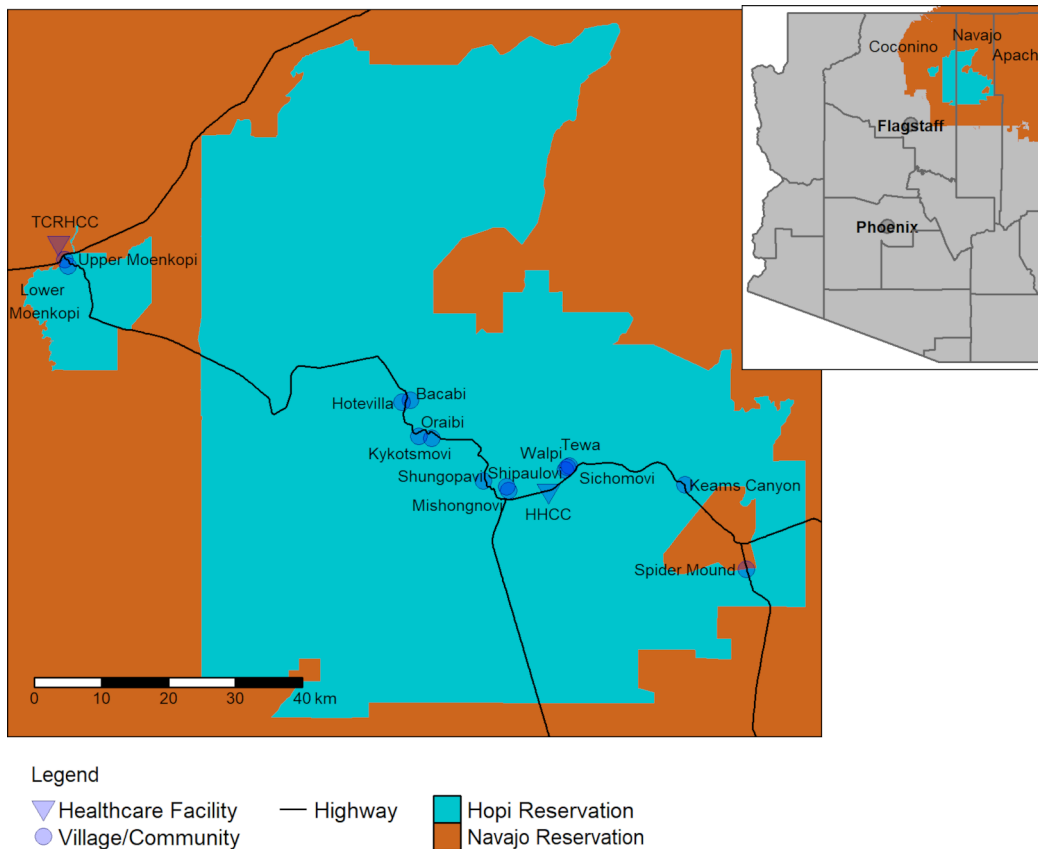 Navajo
Coconino
Apach
Flagstaff
Phoenix
TCRHCC
Upper Moenkopi
Lower
Moenkopi
Bacabi
Hotevilla
Oraibi
Kykotsmovi
Tewa
Walpi
Shungopavi
Shipaulovi
Sichomovi
Keams Canyon
Mishongnovi
HHCC
Spider Mound
0 10 20 30 40 km
Legend
Healthcare Facility
Highway
Hopi Reservation
Village/Community
Navajo Reservation